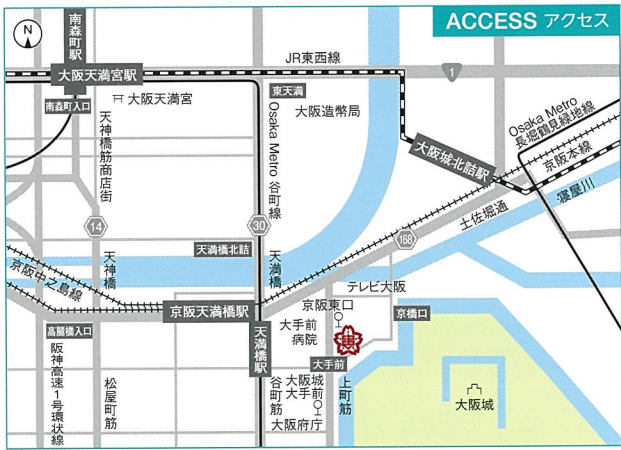 ACCESS アクセス
N
南森町駅
JR東西線
1
大阪天満宮駅
南森町入口
大阪天満宮
東天満
大阪造幣局
天神橋筋商店街
Osaka Metro 谷町線
大阪城北詰駅
Osaka Metro
長堀鶴見緑地線
京阪本線
寝屋川
土佐堀通
14
30
168
天満橋北詰
天神橋
天満橋
京阪中之島線
テレビ大阪
京阪天満橋駅
京阪東口
京橋口
高麗橋入口
天満橋駅
大手前
病院
大手前
阪神高速1号環状線
松屋町筋
谷町筋
大阪城
大手前
大阪府庁
上町筋
大阪城